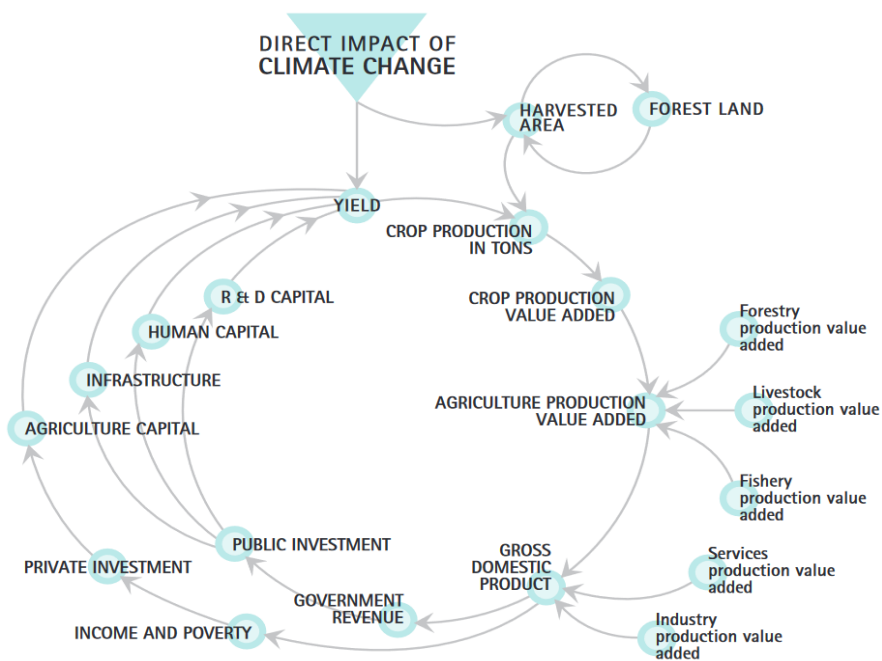 DIRECT IMPACT OF
CLIMATE CHANGE
HARVESTED
AREA
FOREST LAND
YIELD
CROP PRODUCTION
IN TONS
R & D CAPITAL
CROP PRODUCTION
VALUE ADDED
HUMAN CAPITAL
Forestry
production value
added
INFRASTRUCTURE
AGRICULTURE PRODUCTION
VALUE ADDED
Livestock
production value
added
AGRICULTURE CAPITAL
Fishery
production value
added
PUBLIC INVESTMENT
GROSS
DOMESTIC
PRODUCT
Services
production value
added
PRIVATE INVESTMENT
GOVERNMENT
REVENUE
INCOME AND POVERTY
Industry
production value
added